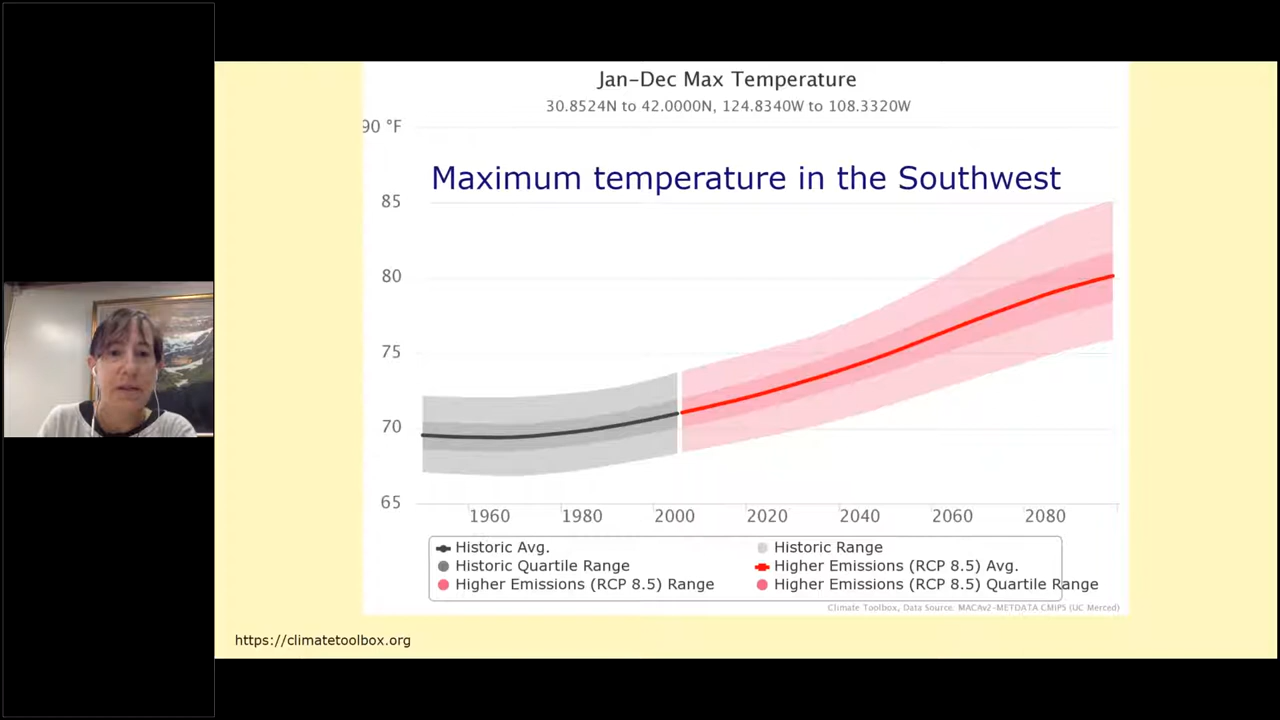 Jan-Dec Max Temperature
30.8524N to 42.0000N, 124.8340W to 108.3320W
90 °F
Maximum temperature in the Southwest
85
80
75
70
65
1960 1980 2000 2020 2040 2060 2080
Historic Avg. Historic Range
Historic Quartile Range Higher Emissions (RCP 8.5) Avg.
Higher Emissions (RCP 8.5) Range Higher Emissions (RCP 8.5) Quartile Range
Climate Toolbox, Data Source. MACAv2-METDATA CMIP5 (UC Merced)
https://climatetoolbox.org